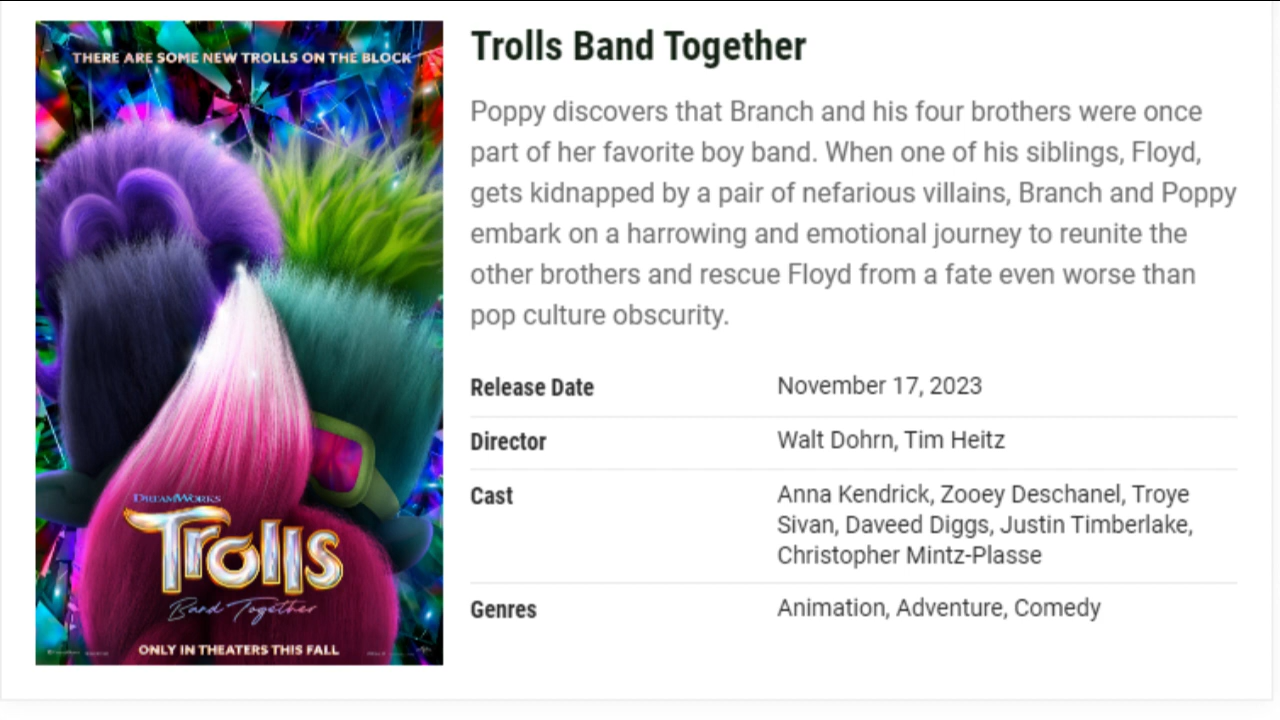 THERE ARE SOME NEW TROLLS ON THE BLOCK
DREAMWORKS
Trolls
Band Together
ONLY IN THEATERS THIS FALL
Trolls Band Together
Poppy discovers that Branch and his four brothers were once
part of her favorite boy band. When one of his siblings, Floyd,
gets kidnapped by a pair of nefarious villains, Branch and Poppy
embark on a harrowing and emotional journey to reunite the
other brothers and rescue Floyd from a fate even worse than
pop culture obscurity.
Release Date November 17, 2023
Director Walt Dohrn, Tim Heitz
Cast Anna Kendrick, Zooey Deschanel, Troye
Sivan, Daveed Diggs, Justin Timberlake,
Christopher Mintz-Plasse
Genres Animation, Adventure, Comedy